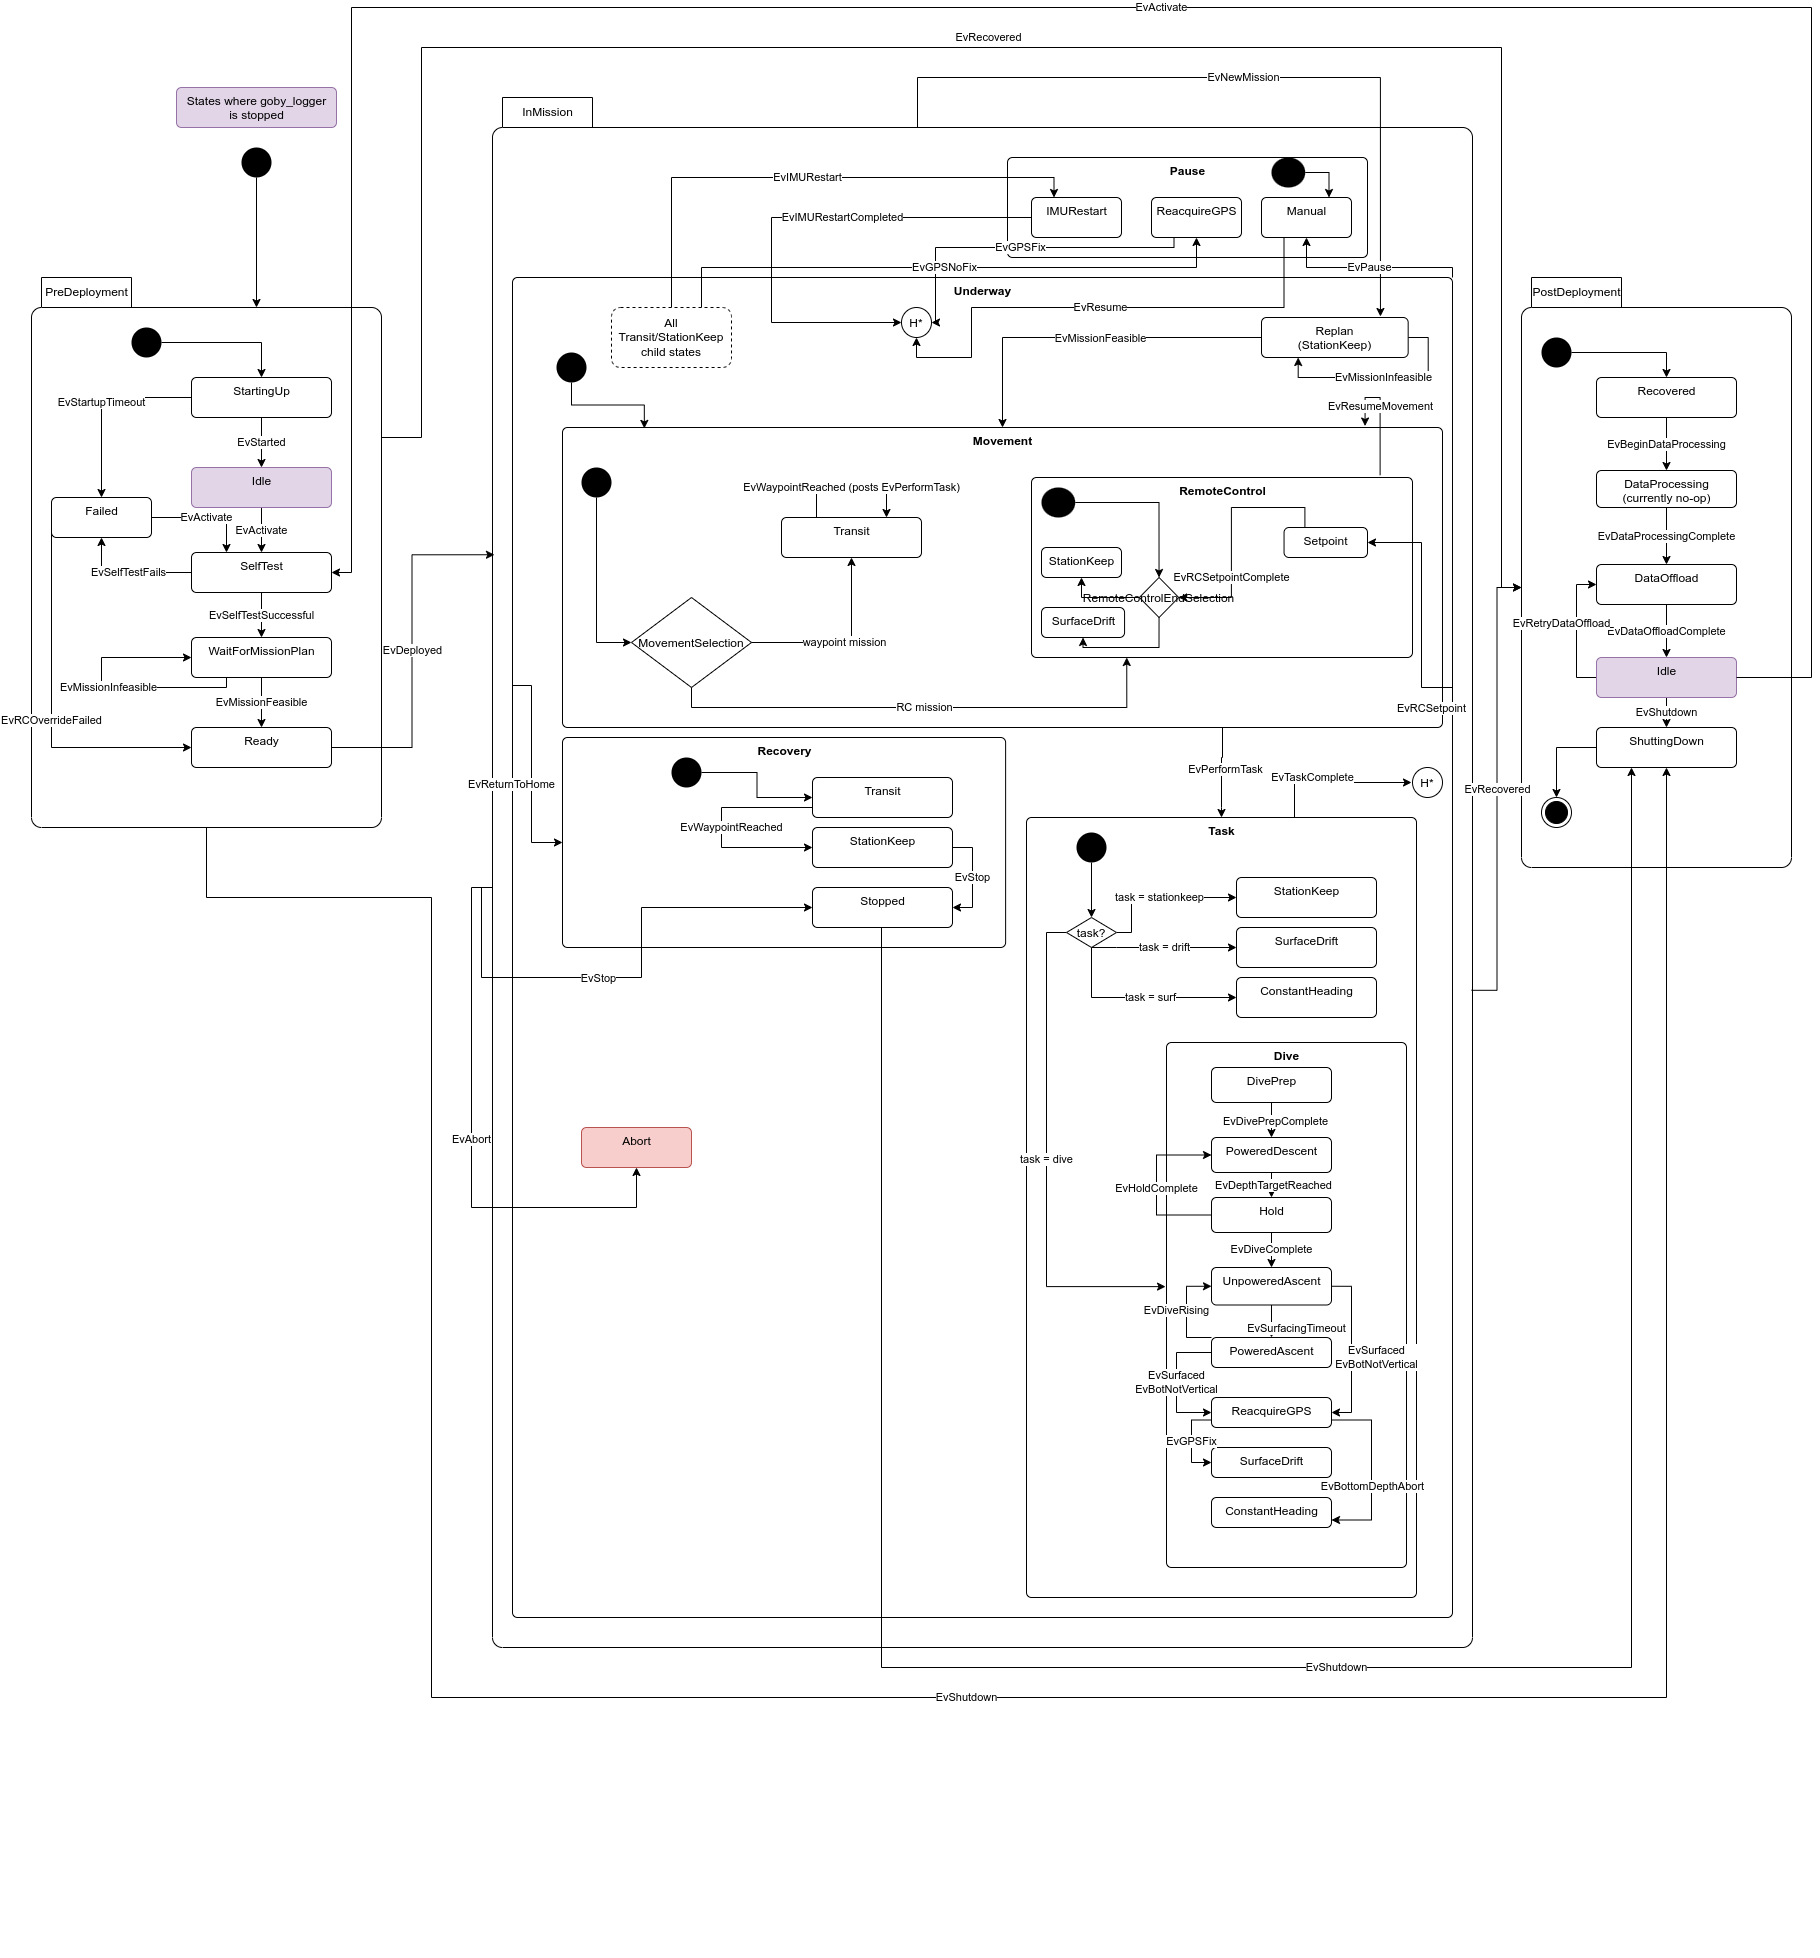 EvActivate
EvRecovered
EvNewMission
States where goby_logger
is stopped
InMission
Pause
EvIMURestart
IMURestart
ReacquireGPS
Manual
EvIMURestartCompleted
EvGPSFix
EvGPSNoFix
EvPause
PreDeployment
Underway
PostDeployment
EvResume
All
Transit/StationKeep
child states
H*
Replan
(StationKeep)
EvMissionFeasible
EvMissionInfeasible
StartingUp
EvStartupTimeout
Recovered
EvResumeMovement
EvStarted
Movement
EvBeginDataProcessing
Idle
EvWaypointReached (posts EvPerformTask)
RemoteControl
DataProcessing
(currently no-op)
Failed
EvActivate
EvActivate
Transit
Setpoint
EvDataProcessingComplete
SelfTest
EvSelfTestFails
StationKeep
EvRCSetpointComplete
DataOffload
RemoteControlEndSelection
EvSelfTestSuccessful
SurfaceDrift
EvRetryDataOffload
EvDataOffloadComplete
WaitForMissionPlan
EvDeployed
MovementSelection
waypoint mission
Idle
EvMissionInfeasible
EvMissionFeasible
RC mission
EvRCSetpoint
EvShutdown
EvRCOverrideFailed
Ready
Recovery
ShuttingDown
EvReturnToHome
Transit
EvPerformTask
EvTaskComplete
H*
EvRecovered
EvWaypointReached
StationKeep
Task
EvStop
Stopped
task = stationkeep
StationKeep
task?
task = drift
SurfaceDrift
EvStop
task = surf
ConstantHeading
Dive
DivePrep
EvDivePrepComplete
EvAbort
Abort
PoweredDescent
task = dive
EvHoldComplete
EvDepthTargetReached
Hold
EvDiveComplete
UnpoweredAscent
EvDiveRising
EvSurfacingTimeout
PoweredAscent
EvSurfaced
EvBotNotVertical
EvSurfaced
EvBotNotVertical
ReacquireGPS
EvGPSFix
SurfaceDrift
EvBottomDepthAbort
ConstantHeading
EvShutdown
EvShutdown